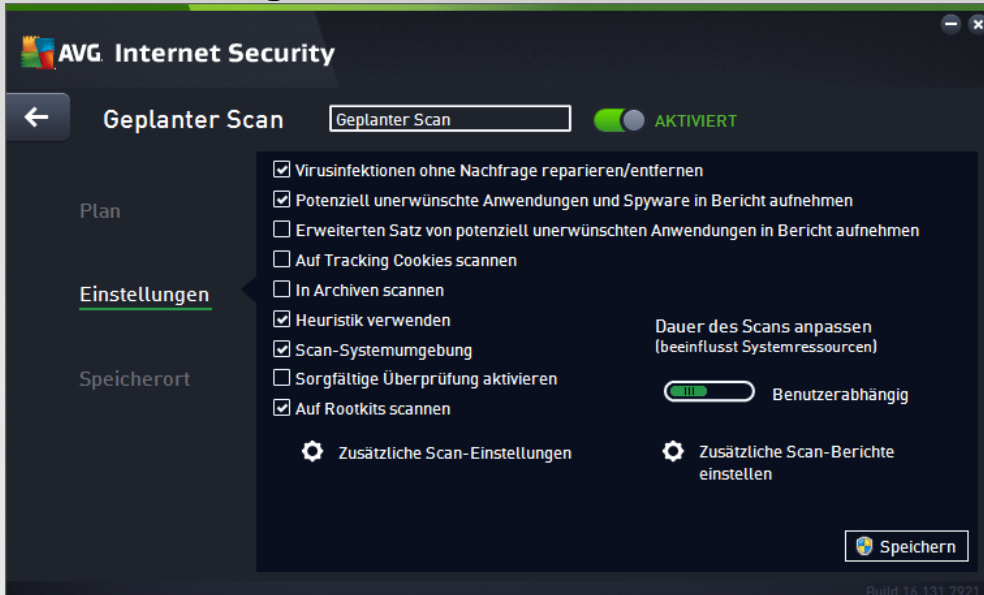 AVG. Internet Security
Geplanter Scan
Geplanter Scan
AKTIVIERT
Plan
Einstellungen
Speicherort
Virusinfektionen ohne Nachfrage reparieren/entfernen
Potenziell unerwünschte Anwendungen und Spyware in Bericht aufnehmen
Erweiterten Satz von potenziell unerwünschten Anwendungen in Bericht aufnehmen
Auf Tracking Cookies scannen
In Archiven scannen
Heuristik verwenden
Scan-Systemumgebung
Sorgfältige Überprüfung aktivieren
Auf Rootkits scannen
Dauer des Scans anpassen
(beeinflusst Systemressourcen)
Benutzerabhängig
Zusätzliche Scan-Einstellungen
Zusätzliche Scan-Berichte
einstellen
Speichern
Build 16.131.7921